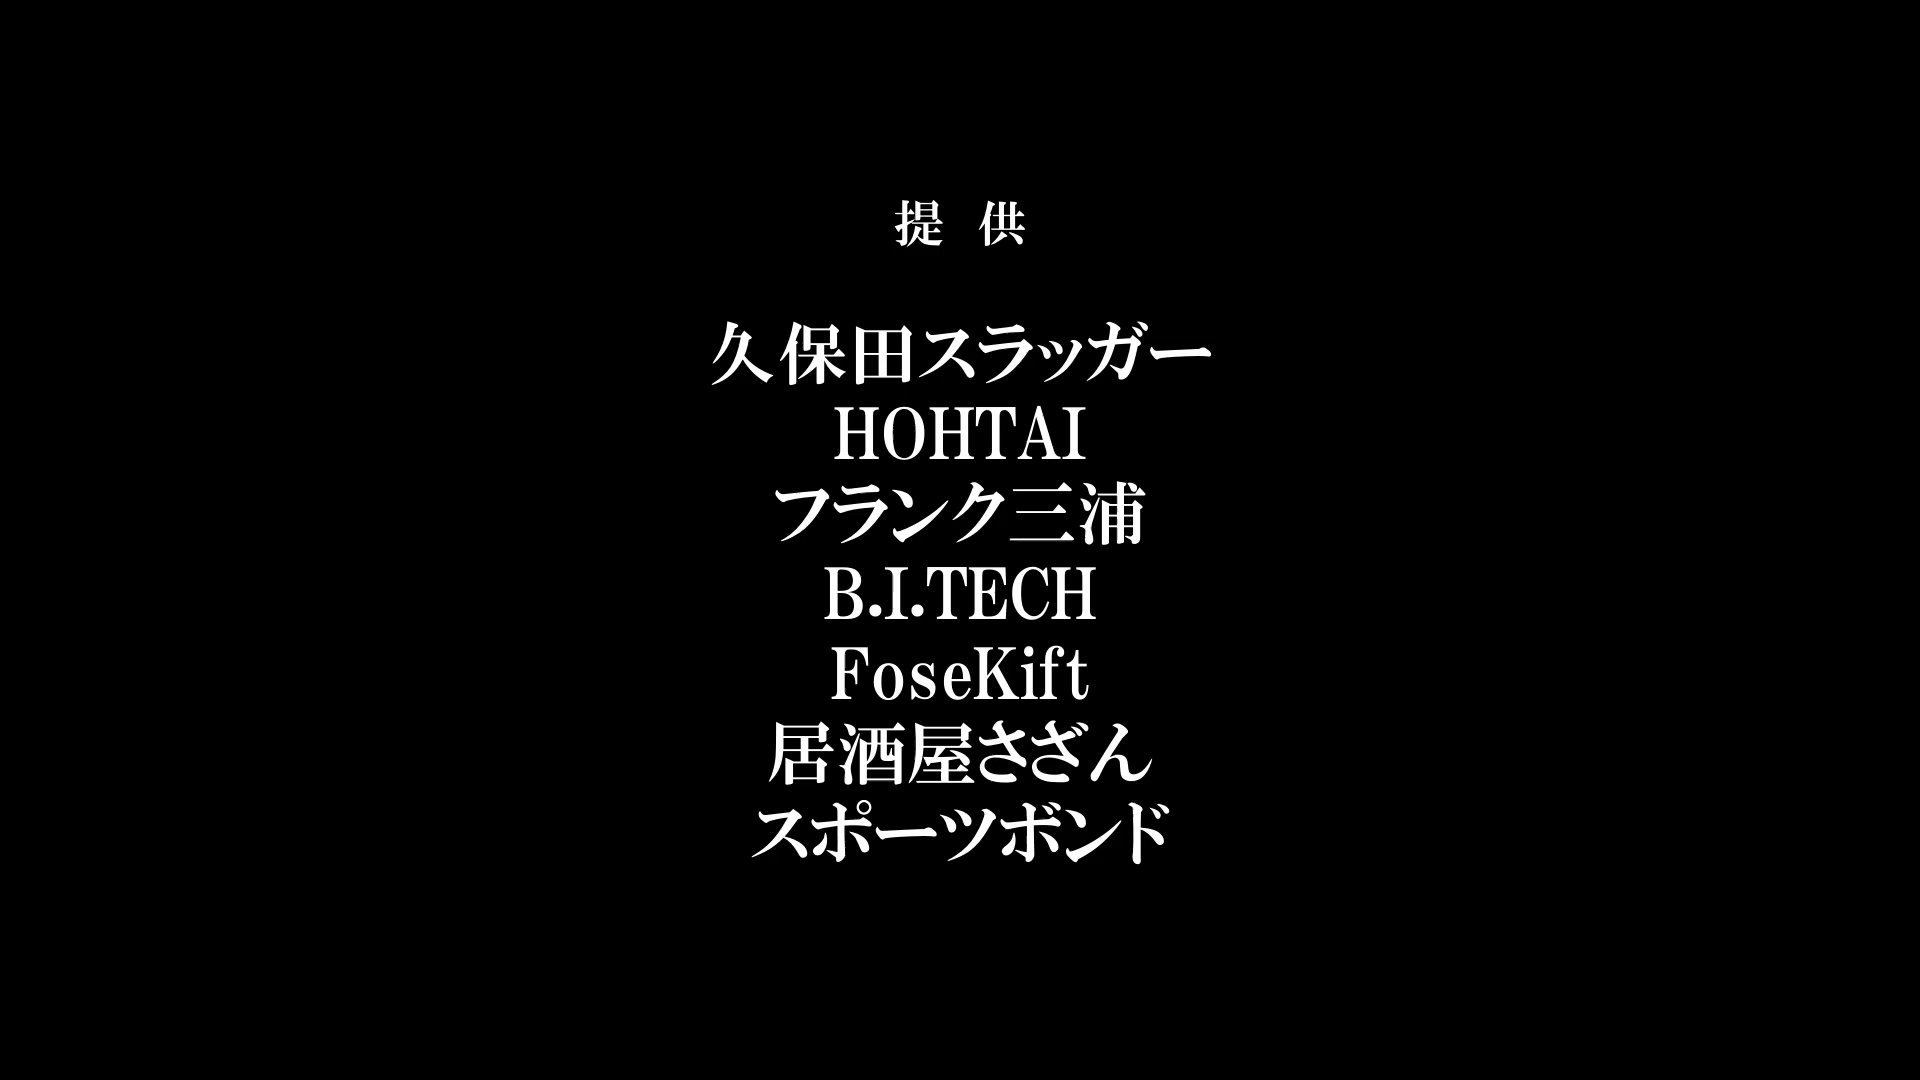 提 供
久保田スラッガー
HOHTAI
フランク三浦
B.I.TECH
FoseKift
居酒屋さざん
スポーツボンド